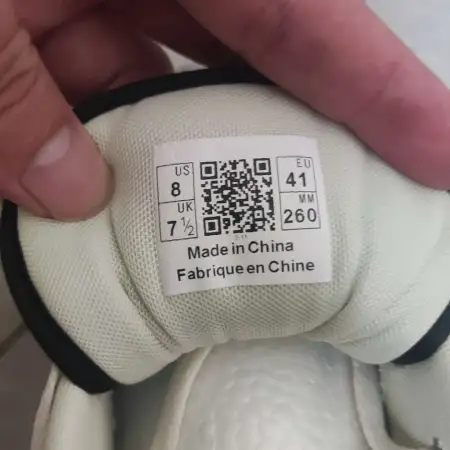 US
8
UK
7 1/2
EU
41
MM
260
Made in China
Fabrique en Chine